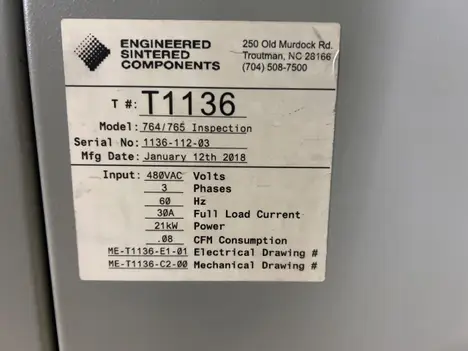 ENGINEERED
SINTERED
COMPONENTS
250 Old Murdock Rd.
Troutman, NC 28166
(704) 508-7500
T #: T1136
Model: 764/765 Inspection
Serial No: 1136-112-03
Mfg Date: January 12th 2018
Input: 480VAC Volts
3 Phases
60 Hz
30A Full Load Current
21kW Power
.08 CFM Consumption
ME-T1136-E1-01 Electrical Drawing #
ME-T1136-C2-00 Mechanical Drawing #